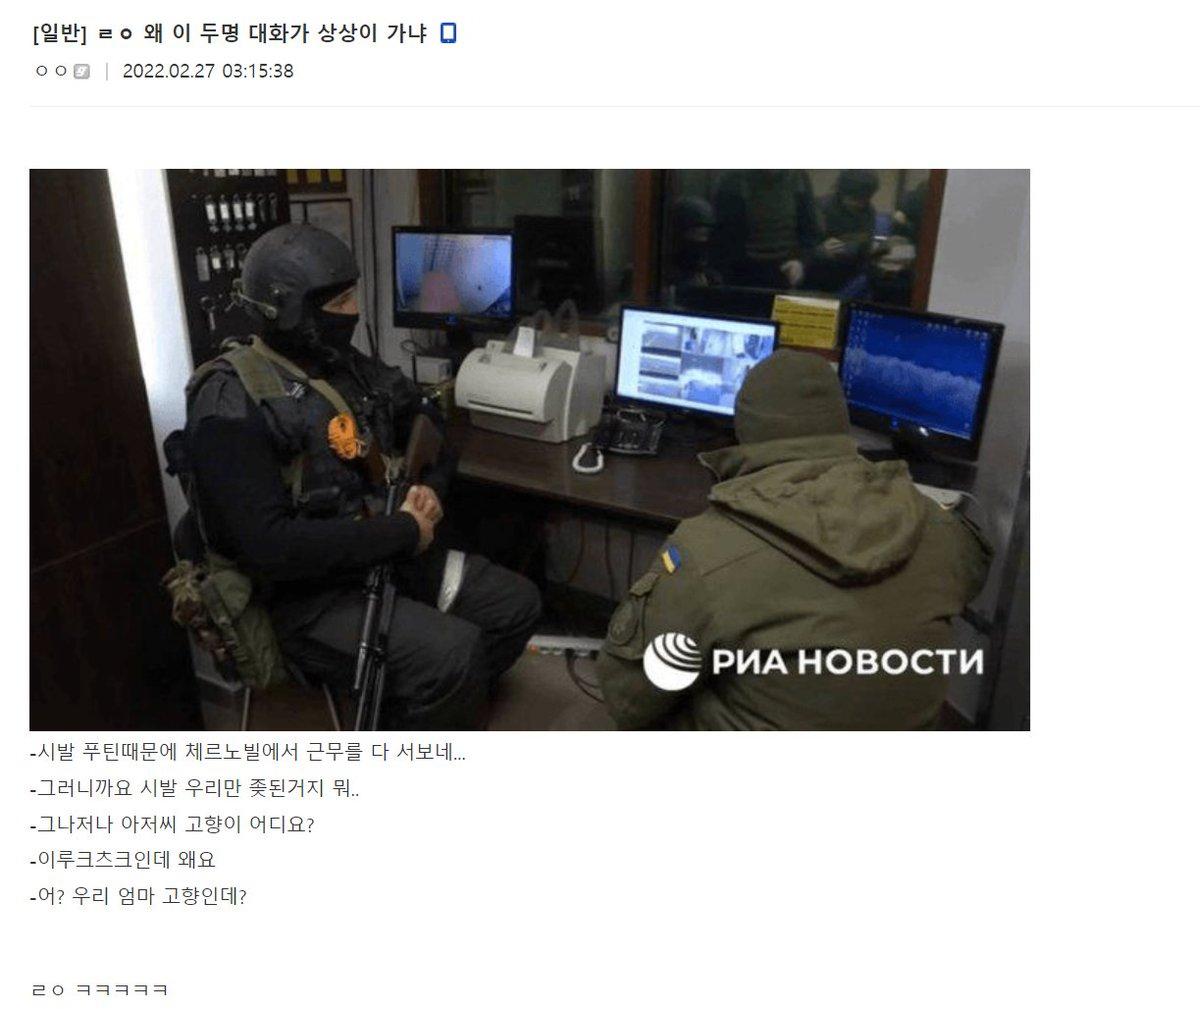 [일반] ㄹㅇ 왜 이 두명 대화가 상상이 가냐
ㅇㅇ 2022.02.27 03:15:38
РИА НОВОСТИ
-시발 푸틴때문에 체르노빌에서 근무를 다 서보네...
-그러니까요 시발 우리만 좆된거지 뭐..
-그나저나 아저씨 고향이 어디요?
-이루크츠크인데 왜요
-어? 우리 엄마 고향인데?
ㄹㅇ ㅋㅋㅋㅋㅋ